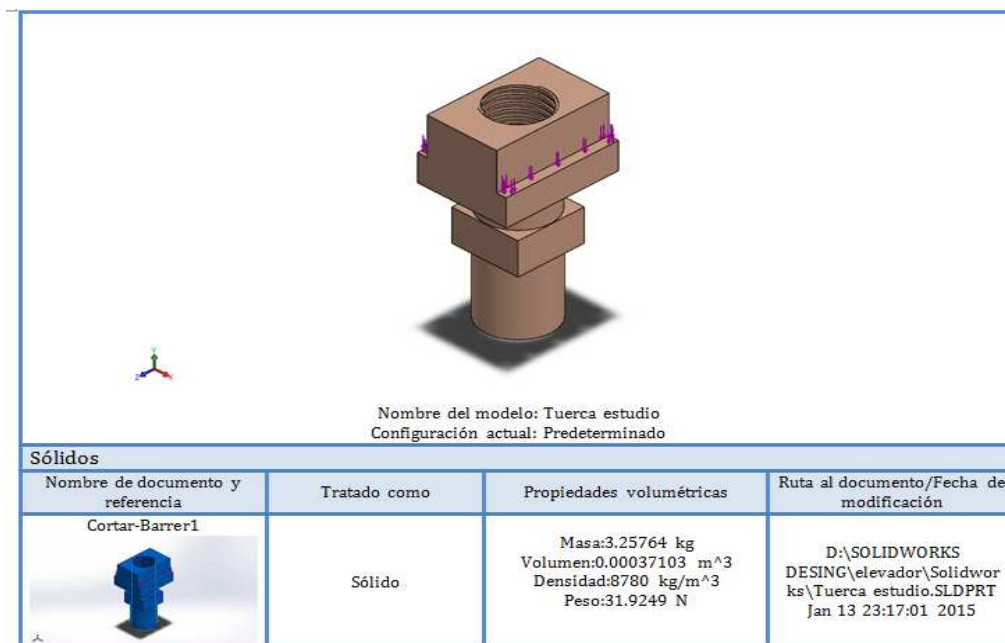 Nombre del modelo: Tuerca estudio
Configuración actual: Predeterminado
Sólidos
Nombre de documento y
referencia
Tratado como
Propiedades volumétricas
Ruta al documento/Fecha de
modificación
Cortar-Barrer1
Sólido
Masa:3.25764 kg
Volumen:0.00037103 m^3
Densidad:8780 kg/m^3
Peso:31.9249 N
D:\SOLIDWORKS
DESING\elevador\Solidwor
ks\Tuerca estudio.SLDPRT
Jan 13 23:17:01 2015